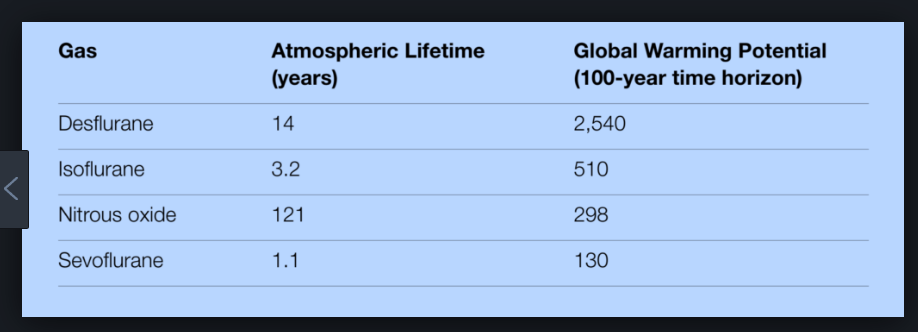 Gas Atmospheric Lifetime Global Warming Potential
(years) (100-year time horizon)
Desflurane 14 2,540
Isoflurane 3.2 510
Nitrous oxide 121 298
Sevoflurane 1.1 130